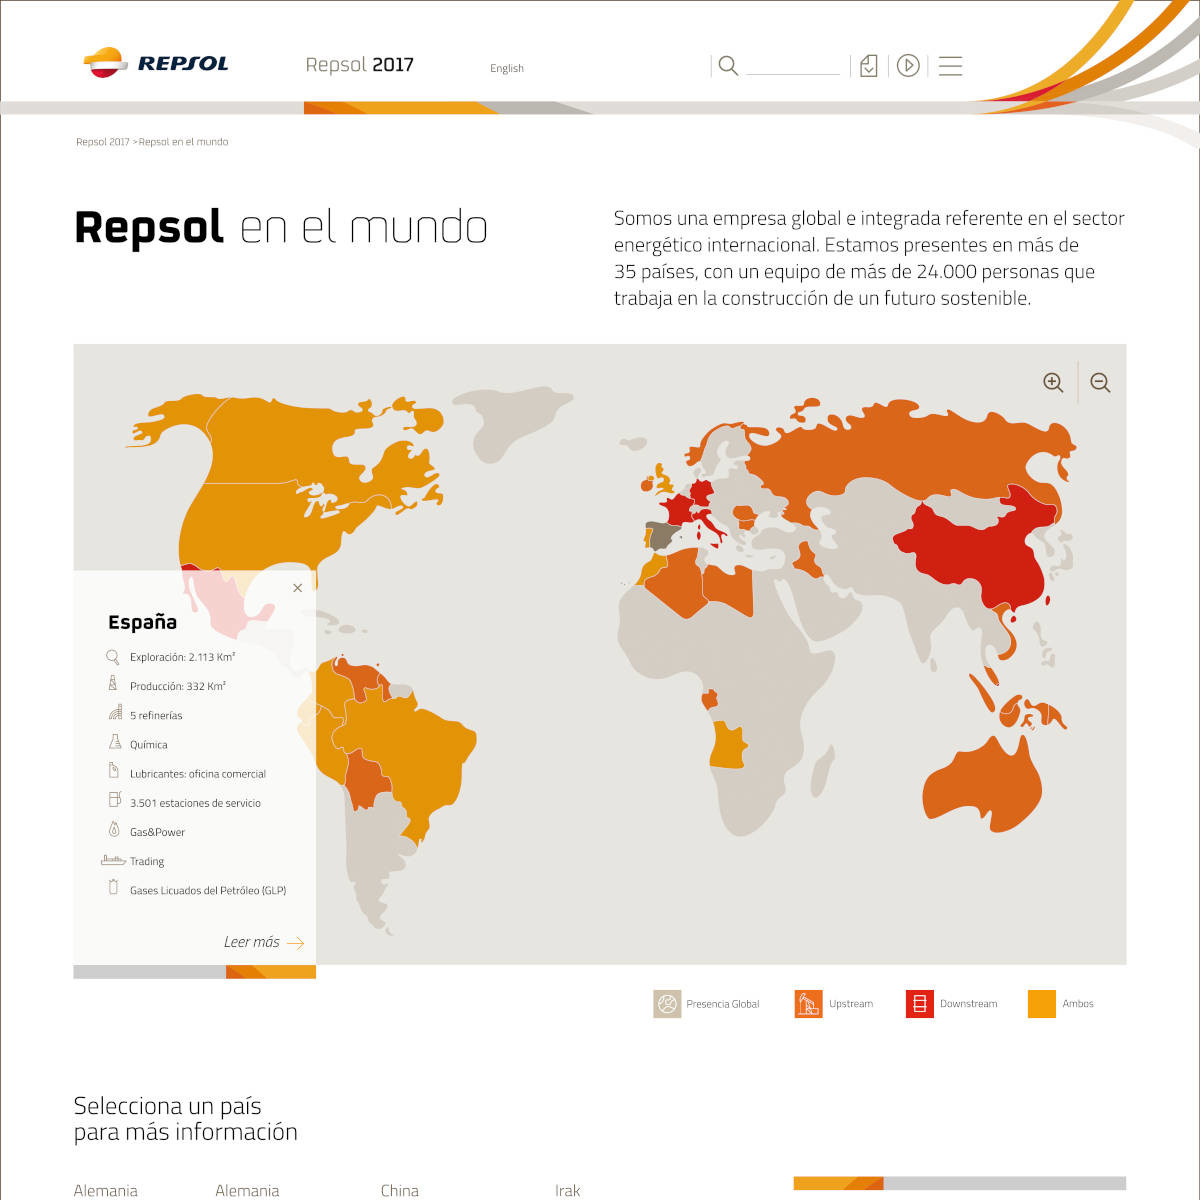 REPSOL
Repsol 2017
English
Repsol 2017 > Repsol en el mundo
Repsol en el mundo
Somos una empresa global e integrada referente en el sector
energético internacional. Estamos presentes en más de
35 países, con un equipo de más de 24.000 personas que
trabaja en la construcción de un futuro sostenible.
España
Exploración: 2.113 Km²
Producción: 332 Km²
5 refinerías
Química
Lubricantes: oficina comercial
3.501 estaciones de servicio
Gas&Power
Trading
Gases Licuados del Petróleo (GLP)
Leer más
Presencia Global
Upstream
Downstream
Ambos
Selecciona un país
para más información
Alemania
Alemania
China
Irak